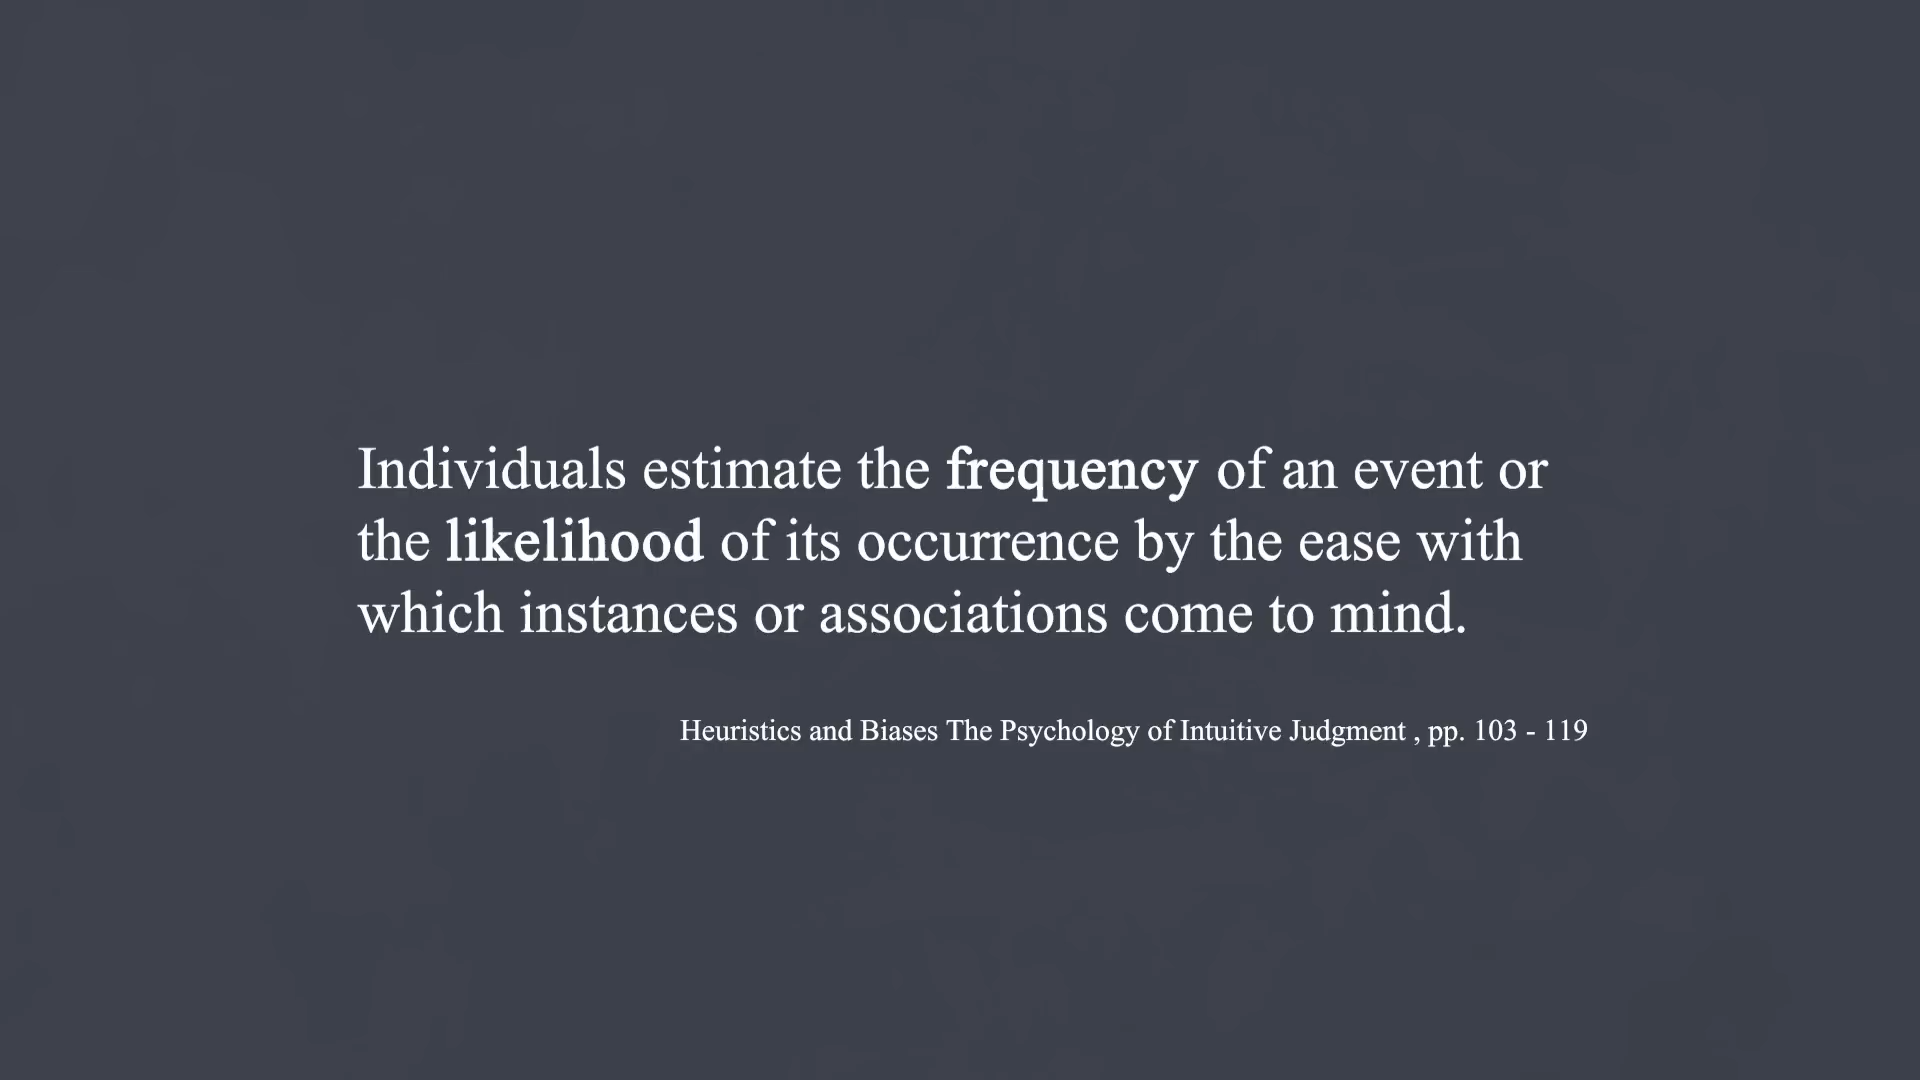 Individuals estimate the frequency of an event or
the likelihood of its occurrence by the ease with
which instances or associations come to mind.
Heuristics and Biases The Psychology of Intuitive Judgment , pp. 103 - 119